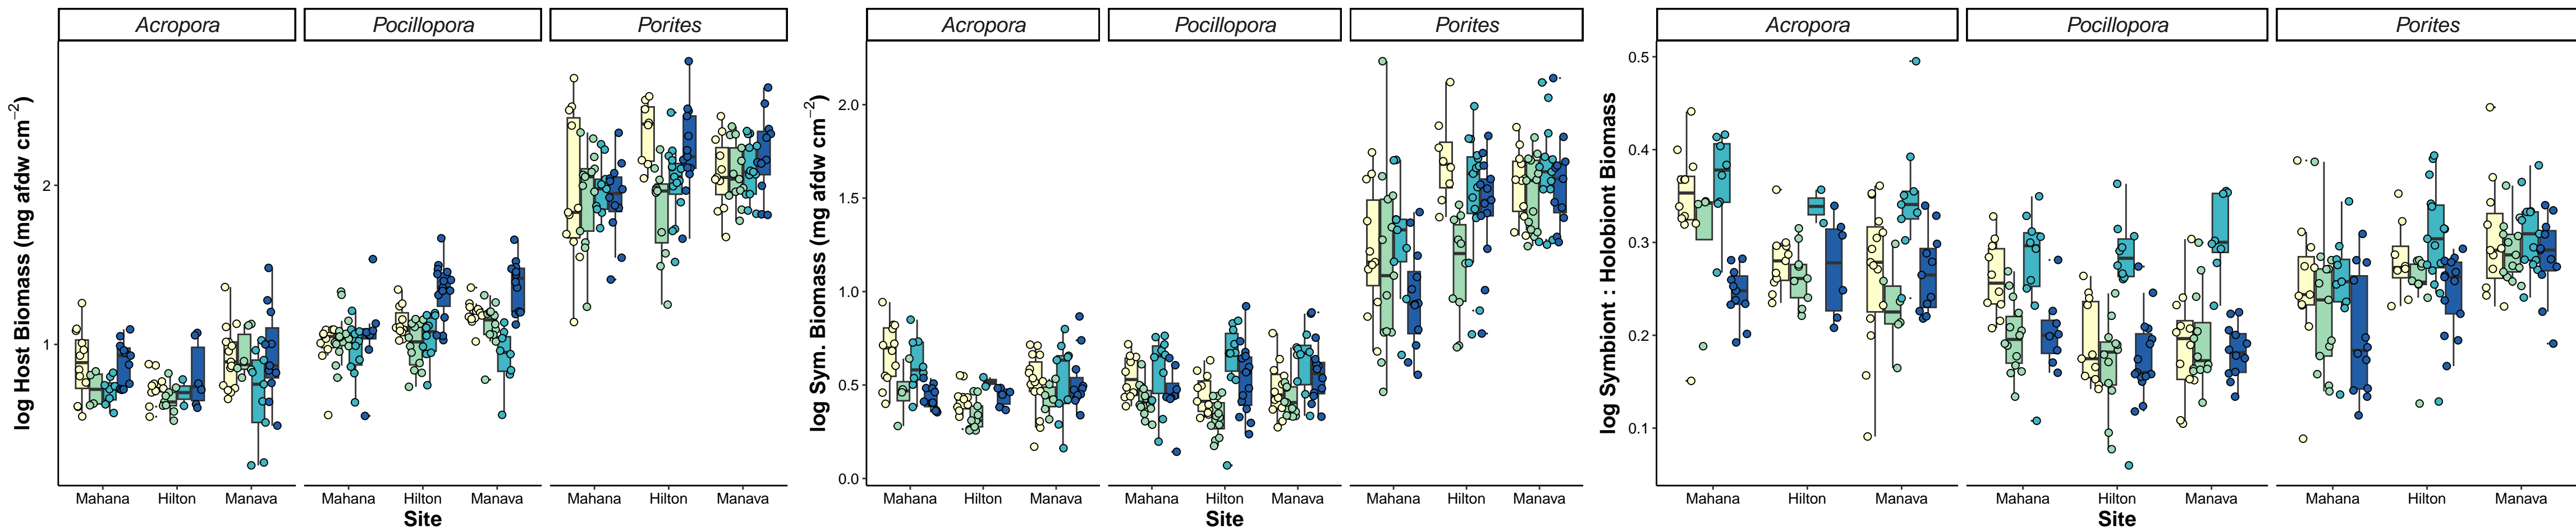 Acropora
Pocillopora
Porites
log Host Biomass (mg afdw cm⁻²)
2
1
Mahana
Hilton
Manava
Mahana
Hilton
Manava
Mahana
Hilton
Manava
Site
Acropora
Pocillopora
Porites
log Sym. Biomass (mg afdw cm⁻²)
2.0
1.5
1.0
0.5
0.0
Mahana
Hilton
Manava
Mahana
Hilton
Manava
Mahana
Hilton
Manava
Site
Acropora
Pocillopora
Porites
log Symbiont : Holobiont Biomass
0.5
0.4
0.3
0.2
0.1
Mahana
Hilton
Manava
Mahana
Hilton
Manava
Mahana
Hilton
Manava
Site